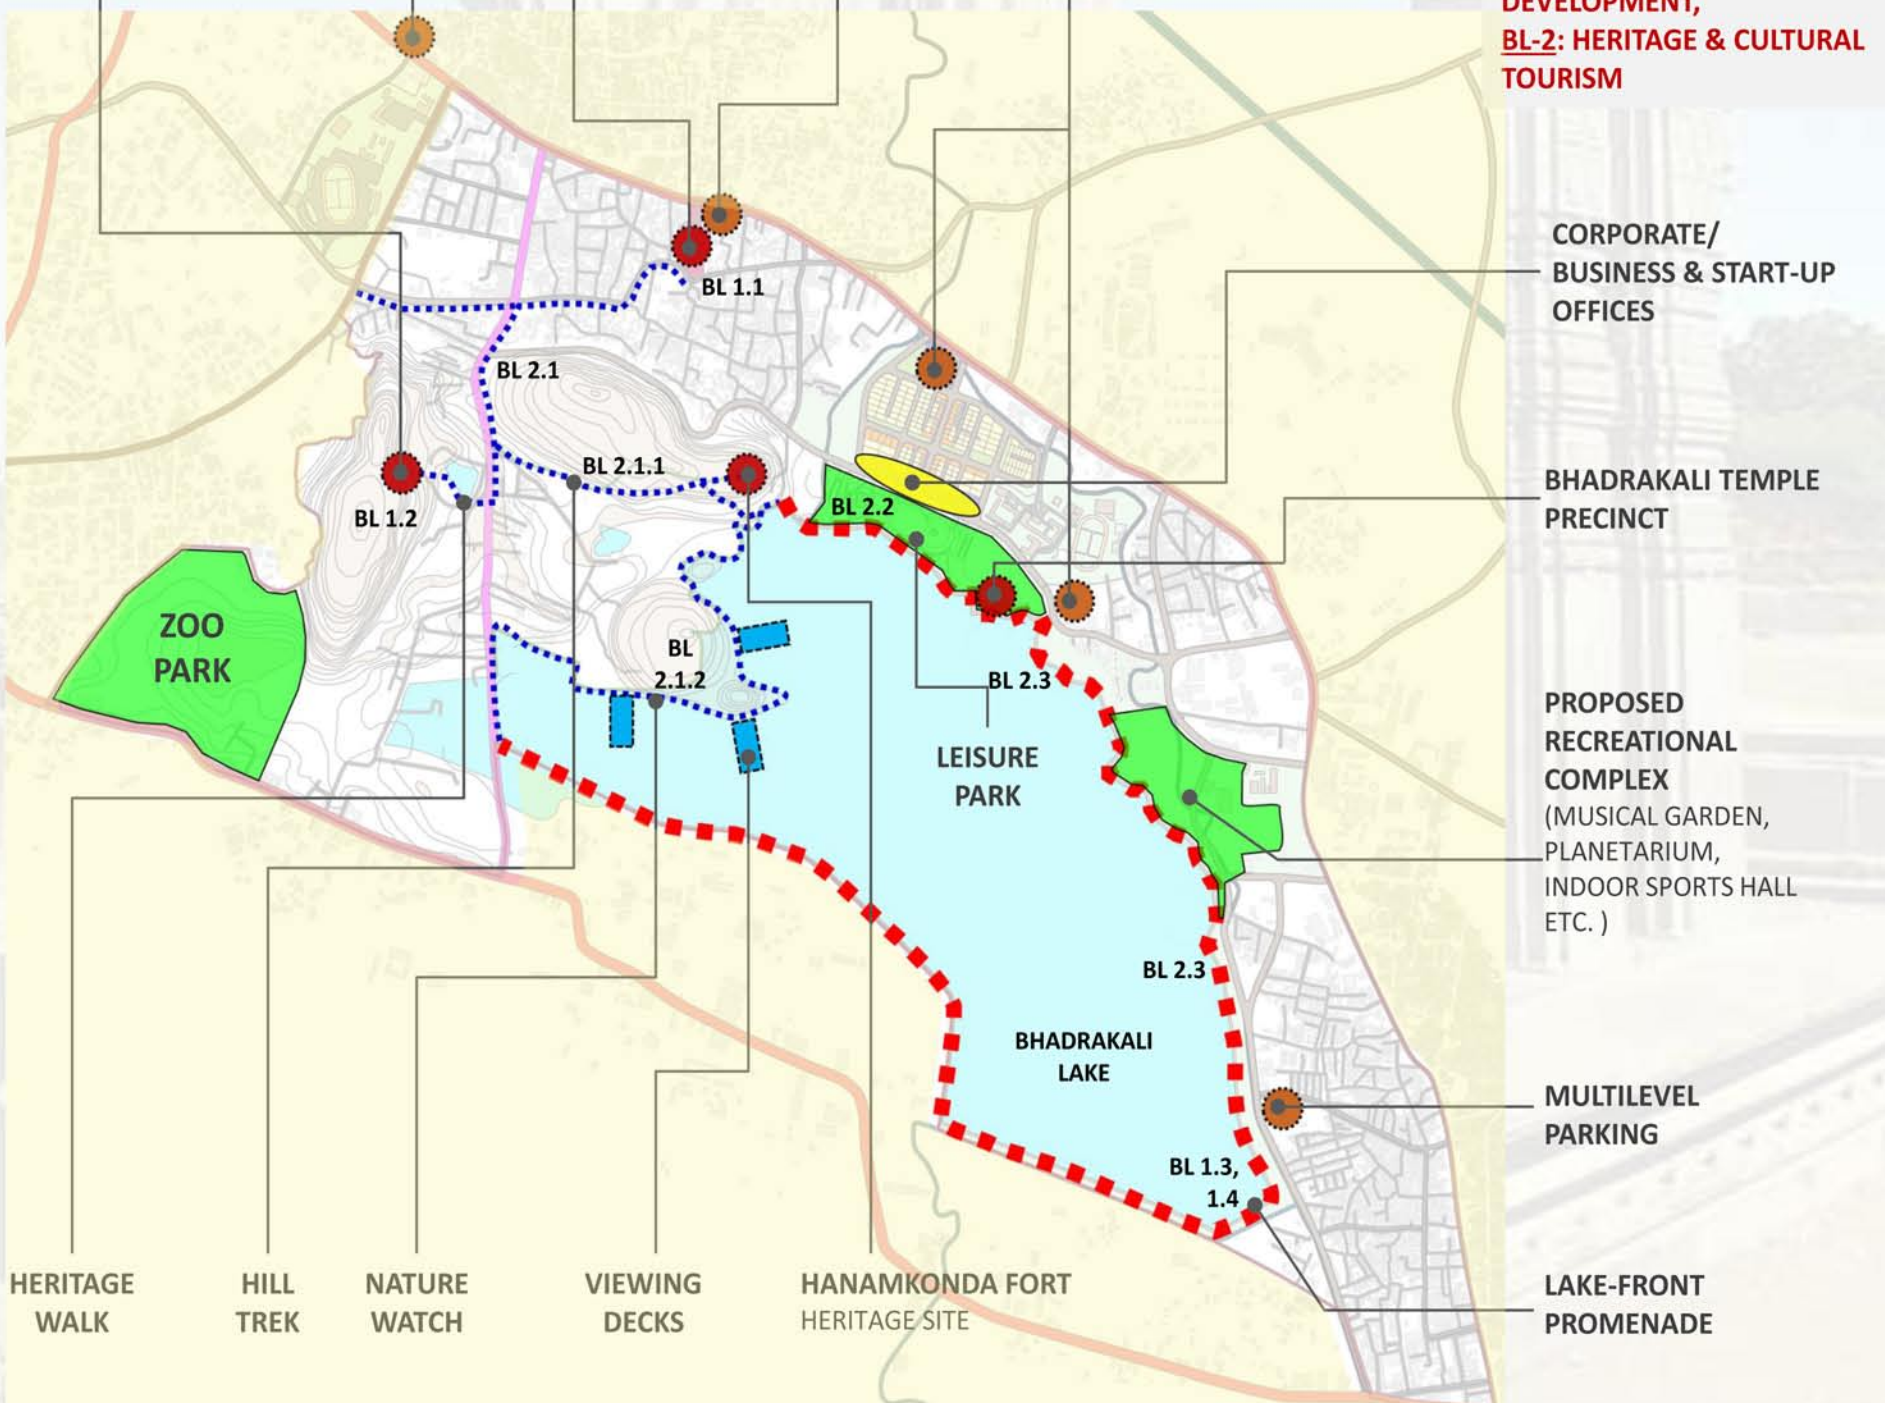 DEVELOPMENT,
BL-2: HERITAGE & CULTURAL
TOURISM
CORPORATE/
BUSINESS & START-UP
OFFICES
BL 1.1
BL 2.1
BL 2.1.1
BL 1.2
BL 2.2
BHADRAKALI TEMPLE
PRECINCT
ZOO
PARK
BL
2.1.2
BL 2.3
LEISURE
PARK
PROPOSED
RECREATIONAL
COMPLEX
(MUSICAL GARDEN,
PLANETARIUM,
INDOOR SPORTS HALL
ETC. )
BL 2.3
BHADRAKALI
LAKE
MULTILEVEL
PARKING
BL 1.3,
1.4
HERITAGE
WALK
HILL
TREK
NATURE
WATCH
VIEWING
DECKS
HANAMKONDA FORT
HERITAGE SITE
LAKE-FRONT
PROMENADE